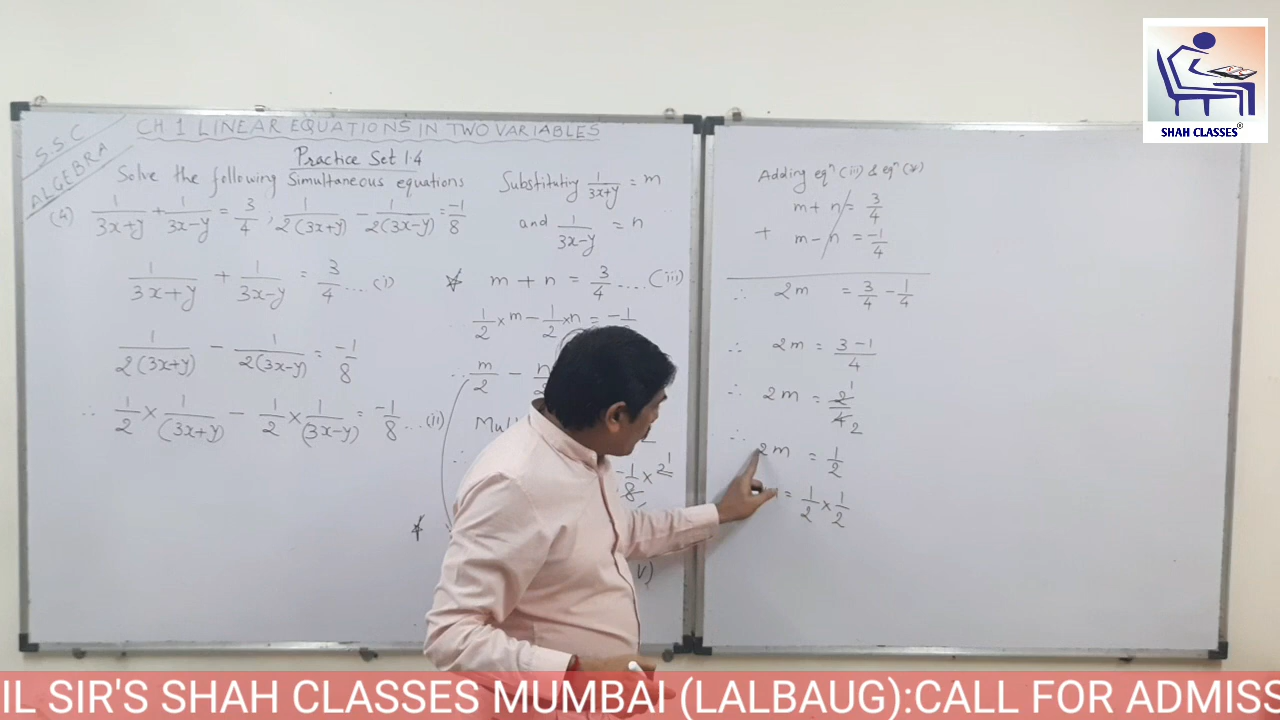 SSC
ALGEBRA
CH 1 LINEAR EQUATIONS IN TWO VARIABLES
Practice Set 1.4
Solve the following Simultaneous equations
(4) 1/(3x+y) + 1/(3x-y) = 3/4 ; 1/2(3x+y) - 1/2(3x-y) = -1/8
1/(3x+y) + 1/(3x-y) = 3/4 ... (i)
1/2(3x+y) - 1/2(3x-y) = -1/8
∴ 1/2 × 1/(3x+y) - 1/2 × 1/(3x-y) = -1/8 ... (ii)
Substituting 1/(3x+y) = m
and 1/(3x-y) = n
☆ m + n = 3/4 .... (iii)
1/2 × m - 1/2 × n = -1
∴ m/2 - n
-1/8 × 2
Adding eqⁿ (iii) & eqⁿ (v)
m + n = 3/4
+ m - n = -1/4
∴ 2m = 3/4 - 1/4
∴ 2m = (3-1)/4
∴ 2m = 2/4 1 2
∴ 2m = 1/2
= 1/2 × 1/2
SHAH CLASSES®
IL SIR'S SHAH CLASSES MUMBAI (LALBAUG):CALL FOR ADMISS